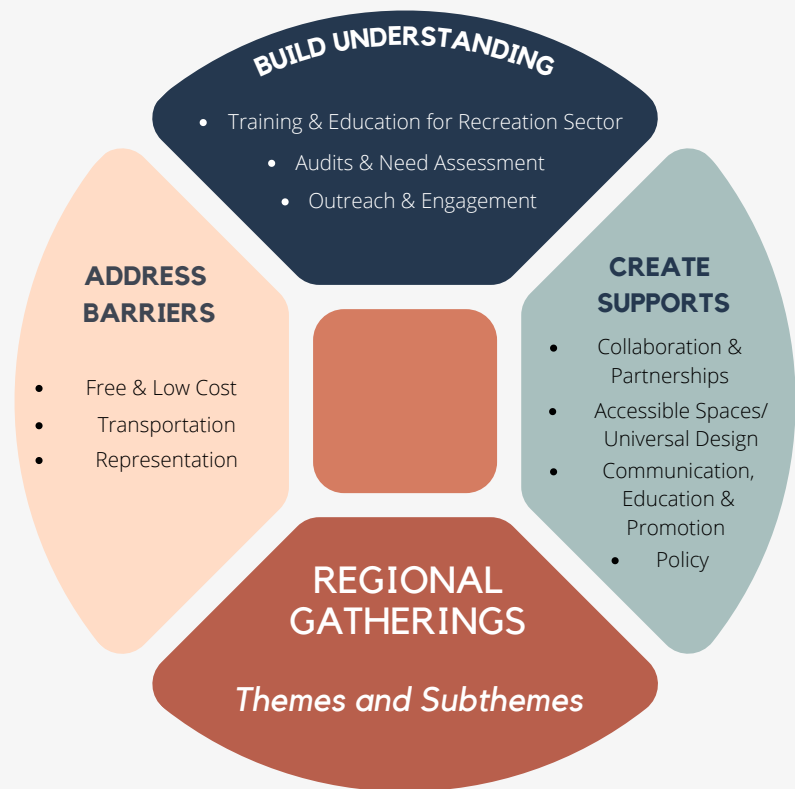 BUILD UNDERSTANDING
• Training & Education for Recreation Sector
• Audits & Need Assessment
• Outreach & Engagement
ADDRESS
BARRIERS
• Free & Low Cost
• Transportation
• Representation
CREATE
SUPPORTS
• Collaboration &
Partnerships
• Accessible Spaces/
Universal Design
• Communication,
Education &
Promotion
• Policy
REGIONAL
GATHERINGS
Themes and Subthemes